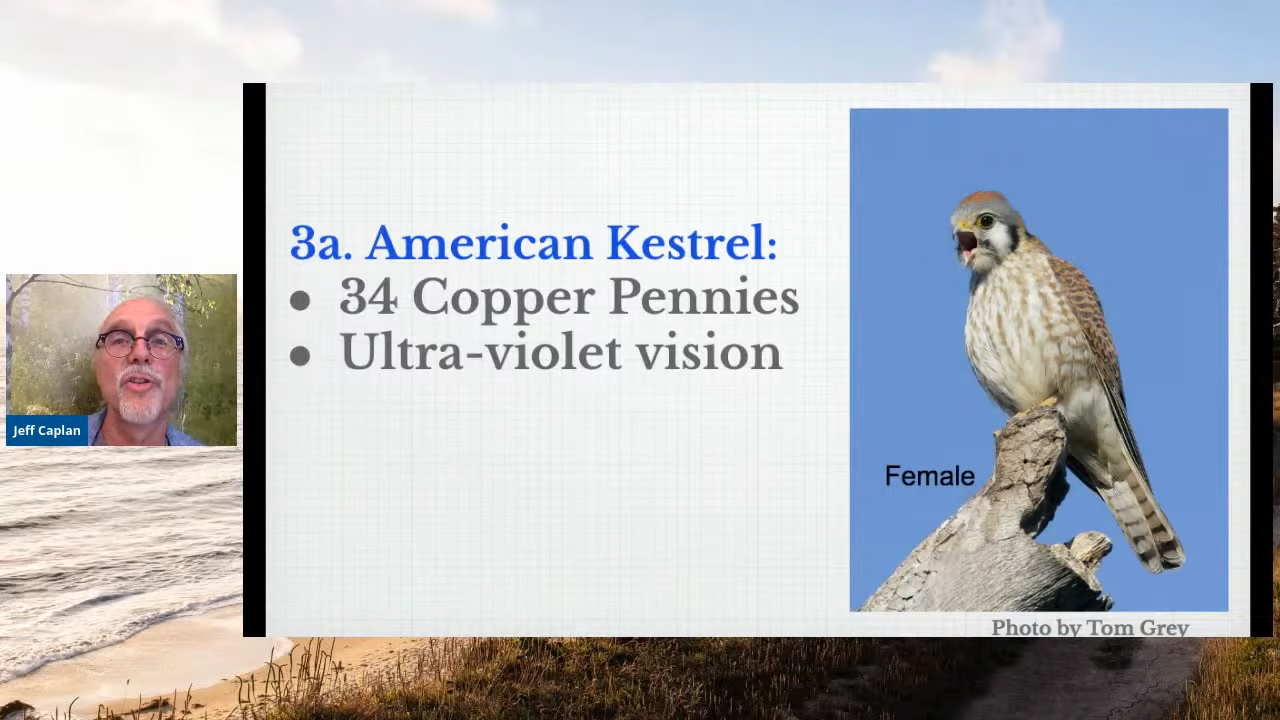 3a. American Kestrel:
● 34 Copper Pennies
● Ultra-violet vision
Jeff Caplan
Female
Photo by Tom Grey